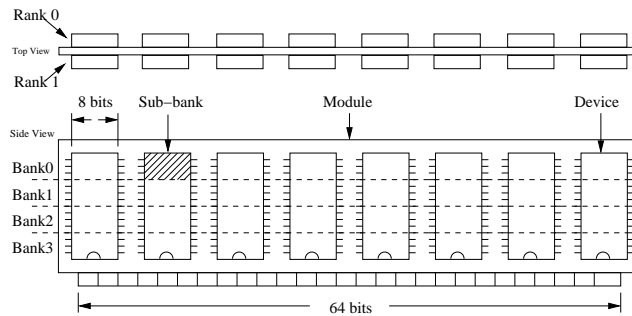 Rank 0
Top View
Rank 1
8 bits
Sub-bank
Module
Device
Side View
Bank0
Bank1
Bank2
Bank3
64 bits